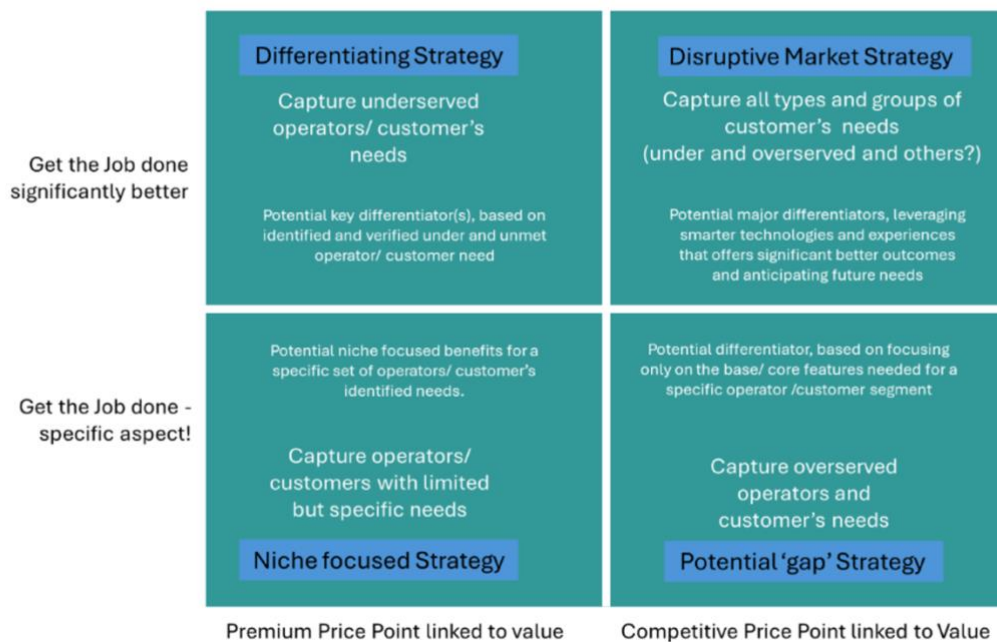 Differentiating Strategy
Capture underserved
operators/ customer's
needs
Potential key differentiator(s), based on
identified and verified under and unmet
operator/ customer need
Disruptive Market Strategy
Capture all types and groups of
customer's needs
(under and overserved and others?)
Potential major differentiators, leveraging
smarter technologies and experiences
that offers significant better outcomes
and anticipating future needs
Get the Job done
significantly better
Get the Job done -
specific aspect!
Potential niche focused benefits for a
specific set of operators/ customer's
identified needs.
Capture operators/
customers with limited
but specific needs
Niche focused Strategy
Potential differentiator, based on focusing
only on the base/ core features needed for a
specific operator /customer segment
Capture overserved
operators and
customer's needs
Potential 'gap' Strategy
Premium Price Point linked to value
Competitive Price Point linked to Value